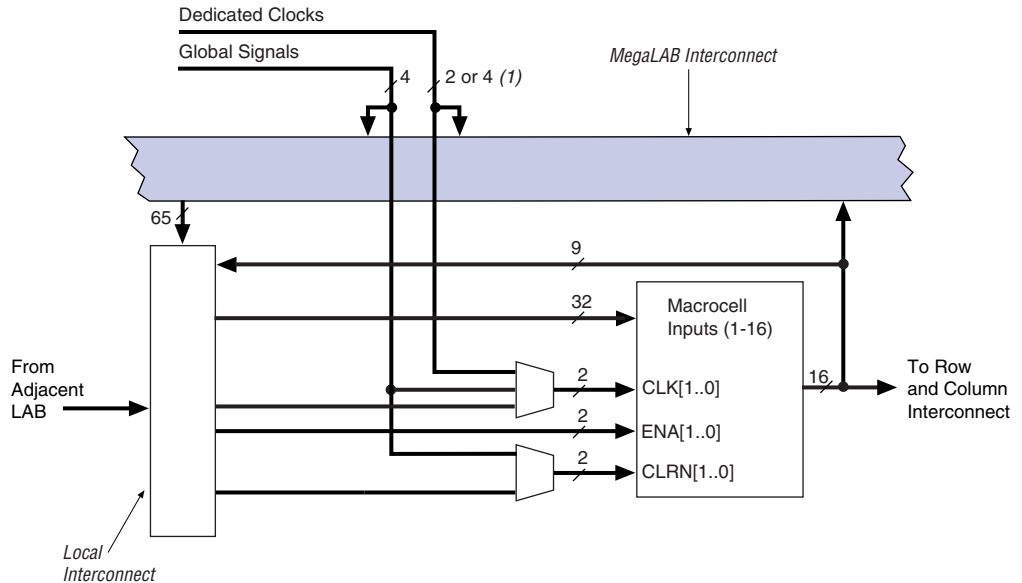 Dedicated Clocks
Global Signals
MegaLAB Interconnect
4
2 or 4 (1)
65
9
32
Macrocell
Inputs (1-16)
From
Adjacent
LAB
2
CLK[1..0]
16
To Row
and Column
Interconnect
2
ENA[1..0]
2
CLRN[1..0]
Local
Interconnect